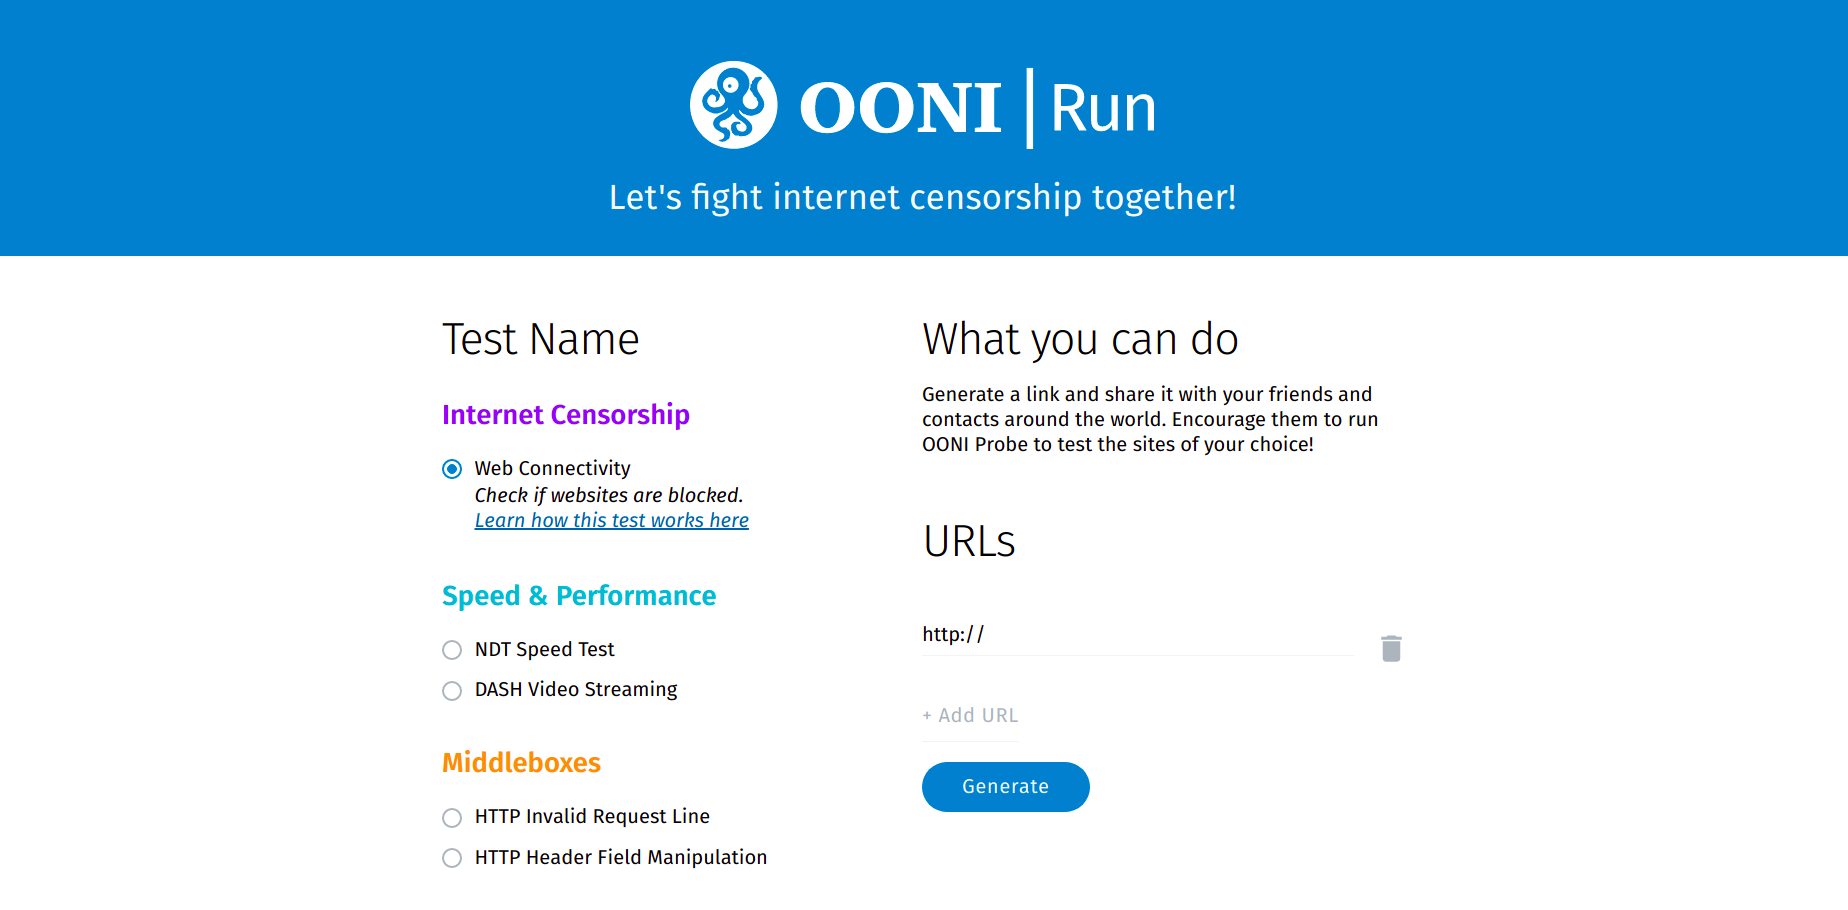 OONI | Run
Let's fight internet censorship together!
Test Name
Internet Censorship
Web Connectivity
Check if websites are blocked.
Learn how this test works here
Speed & Performance
NDT Speed Test
DASH Video Streaming
Middleboxes
HTTP Invalid Request Line
HTTP Header Field Manipulation
What you can do
Generate a link and share it with your friends and
contacts around the world. Encourage them to run
OONI Probe to test the sites of your choice!
URLs
http://
+ Add URL
Generate